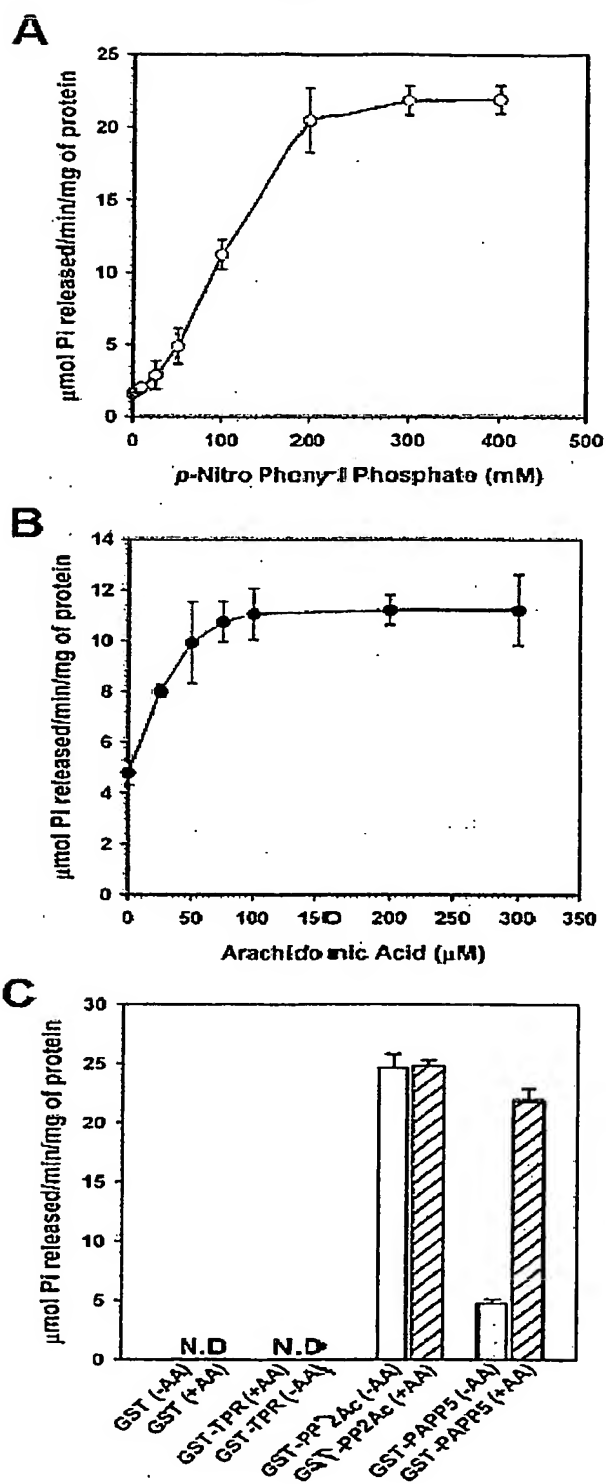 A
µmol Pi released/min/mg of protein
25
20
15
10
5
0
0 100 200 300 400 500
p-Nitro Phenyl Phosphate (mM)
B
µmol Pi released/min/mg of protein
14
12
10
8
6
4
2
0
0 50 100 150 200 250 300 350
Arachidonic Acid (µM)
C
µmol Pi released/min/mg of protein
30
25
20
15
10
5
0
N.D N.D
GST (-AA)
GST (+AA)
GST-TPR (+AA)
GST-TPR (-AA)
GST-PP2Ac (-AA)
GST-PP2Ac (+AA)
GST-PAPP5 (-AA)
GST-PAPP5 (+AA)